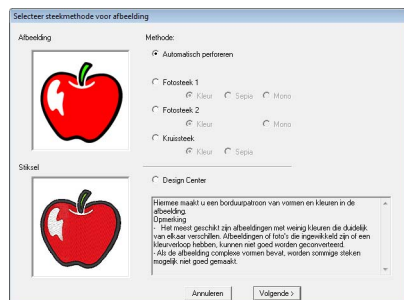 Selecteer steekmethode voor afbeelding
Afbeelding
Methode:
Automatisch perforeren
Fotosteek 1
Kleur Sepia Mono
Fotosteek 2
Kleur Mono
Kruissteek
Kleur Sepia
Stiksel
Design Center
Hiermee maakt u een borduurpatroon van vormen en kleuren in de
afbeelding.
Opmerking
- Het meest geschikt zijn afbeeldingen met weinig kleuren die duidelijk
van elkaar verschillen. Afbeeldingen of foto's die ingewikkeld zijn of een
kleurverloop hebben, kunnen niet goed worden geconverteerd.
- Als de afbeelding complexe vormen bevat, worden sommige steken
mogelijk niet goed gemaakt.
Annuleren
Volgende >